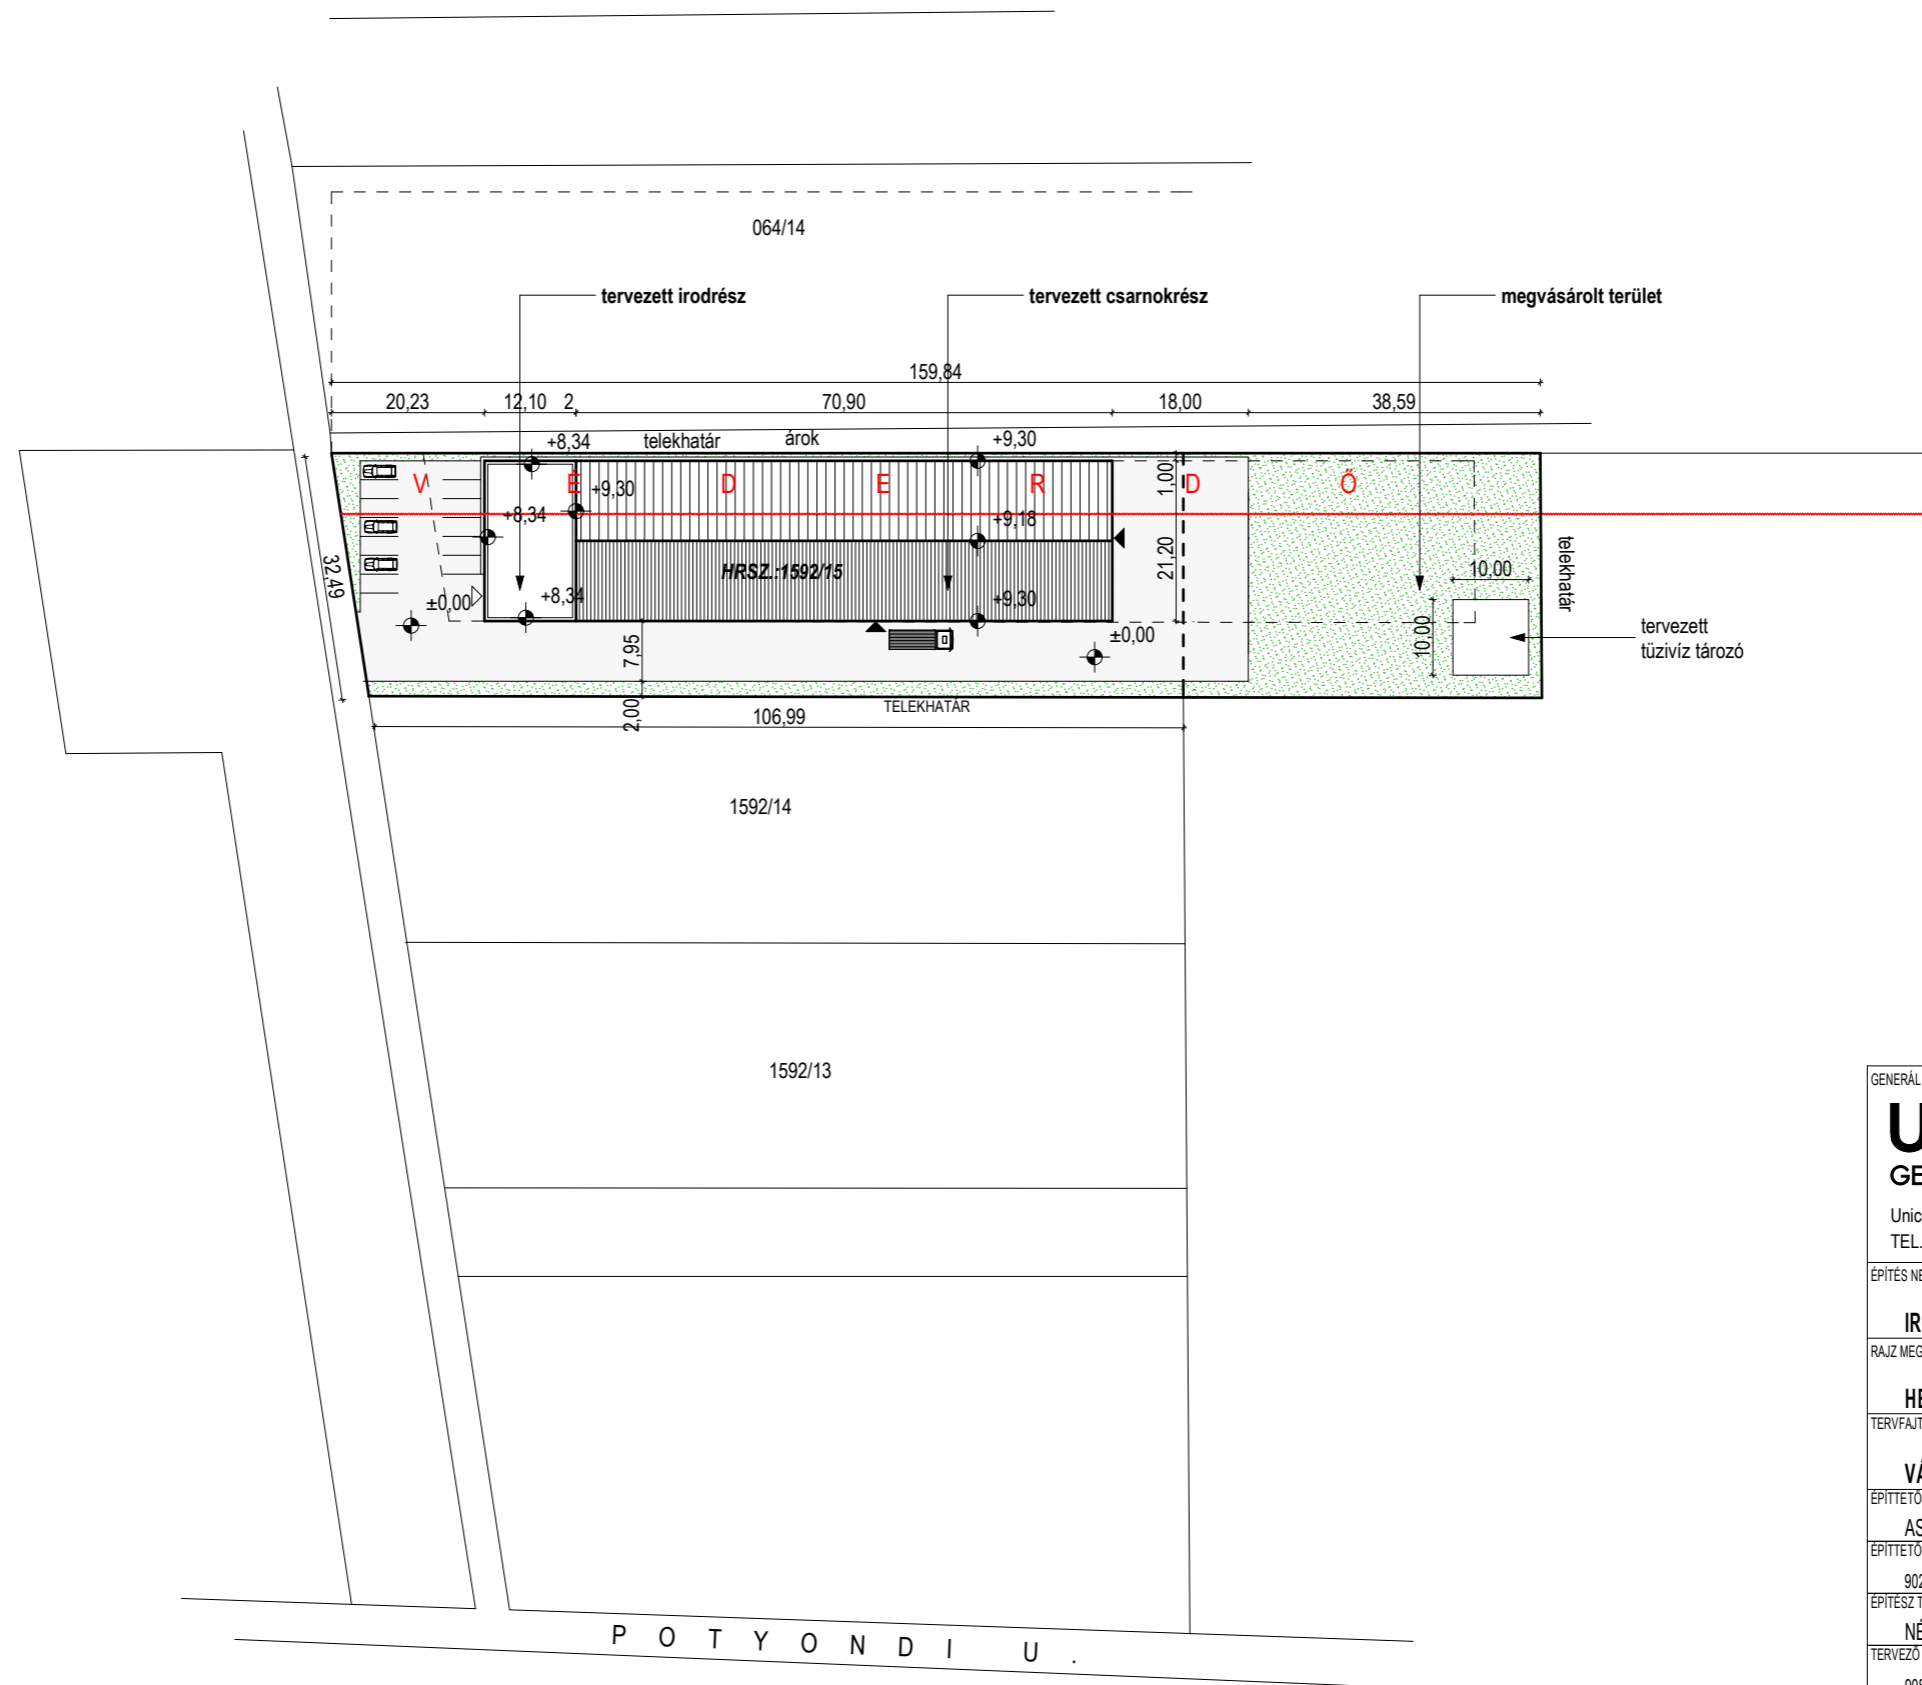 064/14
tervezett irodrész
tervezett csarnokrész
megvásárolt terület
159,84
20,23
12,10
2
70,90
18,00
38,59
+8,34
telekhatár
árok
+9,30
V É D E R D Ő
+9,30
1,00
+8,34
+9,18
32,49
HRSZ.:1592/15
21,20
10,00
telekhatár
±0,00
+8,34
+9,30
10,00
tervezett
tüzivíz tározó
7,95
±0,00
2,00
106,99
TELEKHATÁR
1592/14
1592/13
POTYONDI U.
GENERÁL
U
GE
Unic
TEL.
ÉPÍTÉS NE
IR
RAJZ MEG
HE
TERVFAJT
VÁ
ÉPÍTTETŐ
AS
ÉPÍTTETŐ
902
ÉPÍTÉSZ T
NÉ
TERVEZŐ